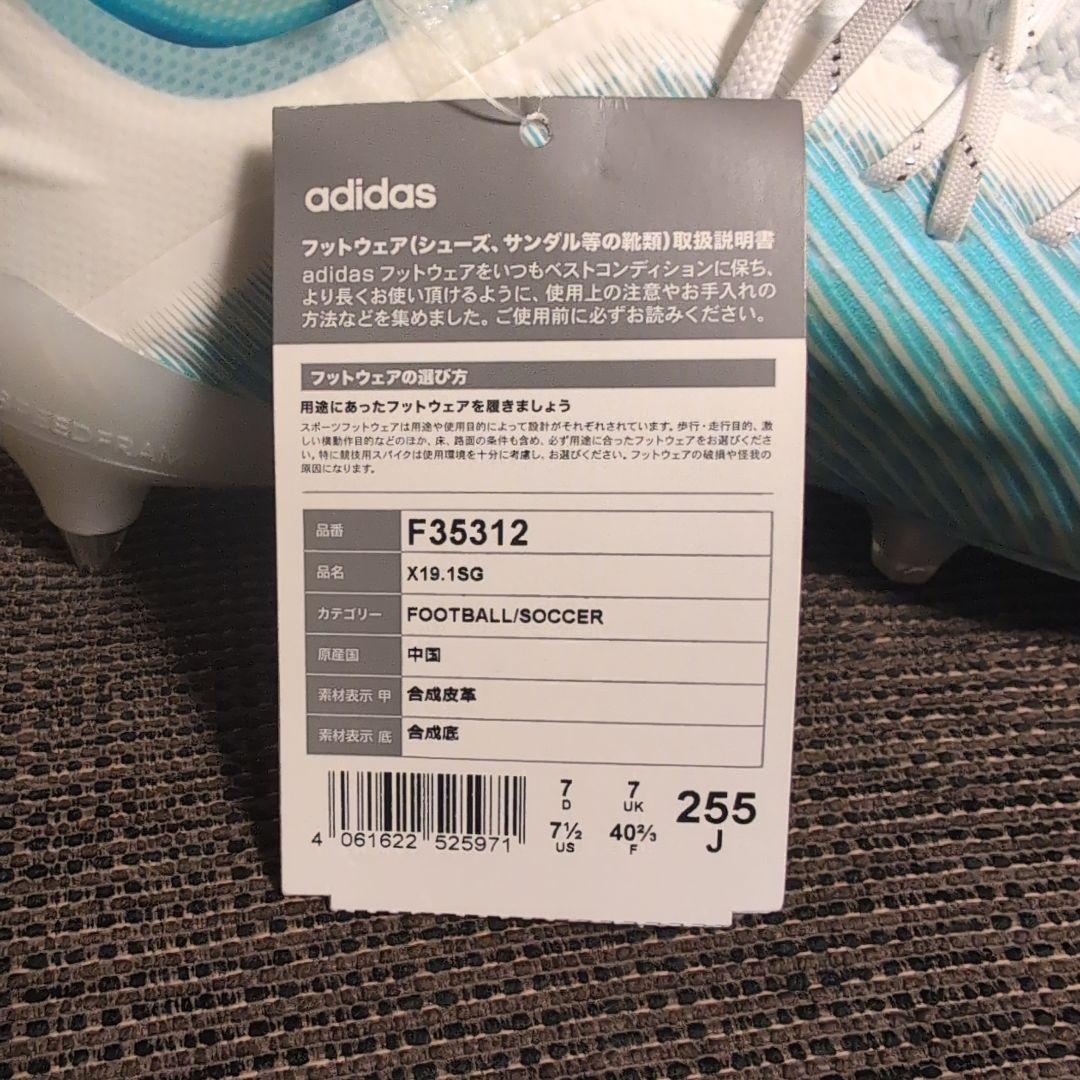 adidas
フットウェア(シューズ、サンダル等の靴類)取扱説明書
adidas フットウェアをいつもベストコンディションに保ち、
より長くお使い頂けるように、使用上の注意やお手入れの
方法などを集めました。ご使用前に必ずお読みください。
フットウェアの選び方
用途にあったフットウェアを履きましょう
スポーツフットウェアは用途や使用目的によって設計がそれぞれされています。歩行・走行目的、激
しい横動作目的などのほか、床、路面の条件も含め、必ず用途に合ったフットウェアをお選びくださ
い。特に競技用スパイクは使用環境を十分に考慮し、お選びください。フットウェアの破損や怪我の
原因になります。
品番 F35312
品名 X19.1SG
カテゴリー FOOTBALL/SOCCER
原産国 中国
素材表示 甲 合成皮革
素材表示 底 合成底
4 061622 525971
7 D 7 UK
7½ US 40⅔ F
255 J